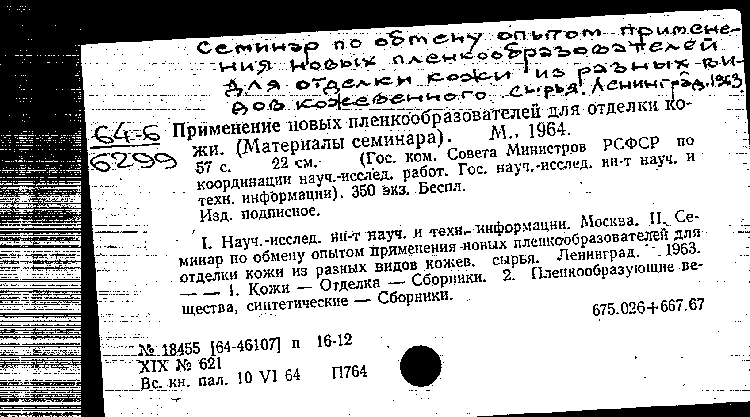 Семинар по обмену опытом примене-
ния новых пленкообразователей
для отделки кожи из разных ви-
дов кожевенного сырья. Ленинград. 1963
64-6
6299
Применение новых пленкообразователей для отделки ко-
жи. (Материалы семинара). М., 1964.
57 с. 22 см. (Гос. ком. Совета Министров РСФСР по
координации науч.-исслед. работ. Гос. науч.-исслед. ин-т науч. и
техн. информации). 350 экз. Беспл.
Изд. подписное.
I. Науч.-исслед. ин-т науч. и техн. информации. Москва. II. Се-
минар по обмену опытом применения новых пленкообразователей для
отделки кожи из разных видов кожев. сырья. Ленинград. 1963.
— — 1. Кожи — Отделка — Сборники. 2. Пленкообразующие ве-
щества, синтетические — Сборники.
675.026+667.67
№ 18455 [64-46107] п 16-12
XIX № 621
Вс. кн. пал. 10 VI 64 П764